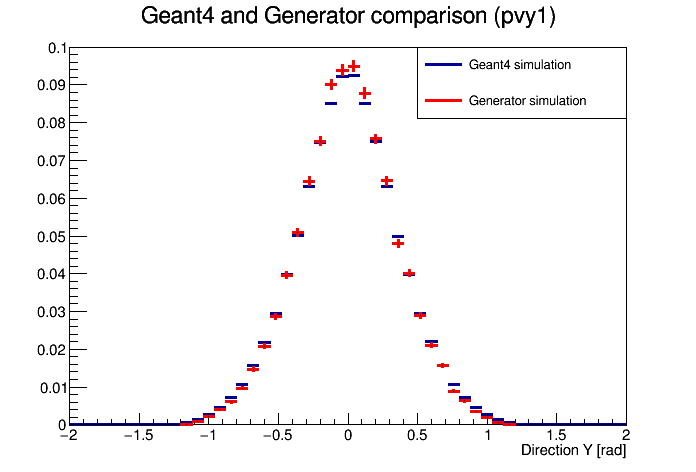 Geant4 and Generator comparison (pvy1)
Geant4 simulation
Generator simulation
0.1
0.09
0.08
0.07
0.06
0.05
0.04
0.03
0.02
0.01
0
−2 −1.5 −1 −0.5 0 0.5 1 1.5 2
Direction Y [rad]